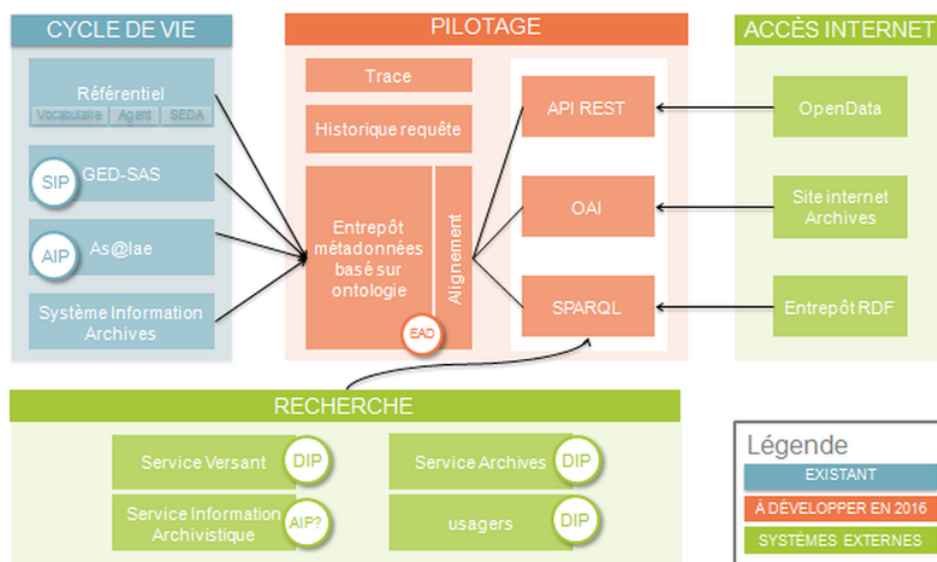 CYCLE DE VIE
Référentiel
Vocabulaire Agent SEDA
SIP
GED-SAS
AIP
As@lae
Système Information
Archives
PILOTAGE
Trace
Historique requête
Entrepôt
métadonnées
basé sur
ontologie
EAD
Alignement
API REST
OAI
SPARQL
ACCÈS INTERNET
OpenData
Site internet
Archives
Entrepôt RDF
RECHERCHE
Service Versant
DIP
Service Archives
DIP
Service Information
Archivistique
AIP?
usagers
DIP
Légende
EXISTANT
À DÉVELOPPER EN 2016
SYSTÈMES EXTERNES